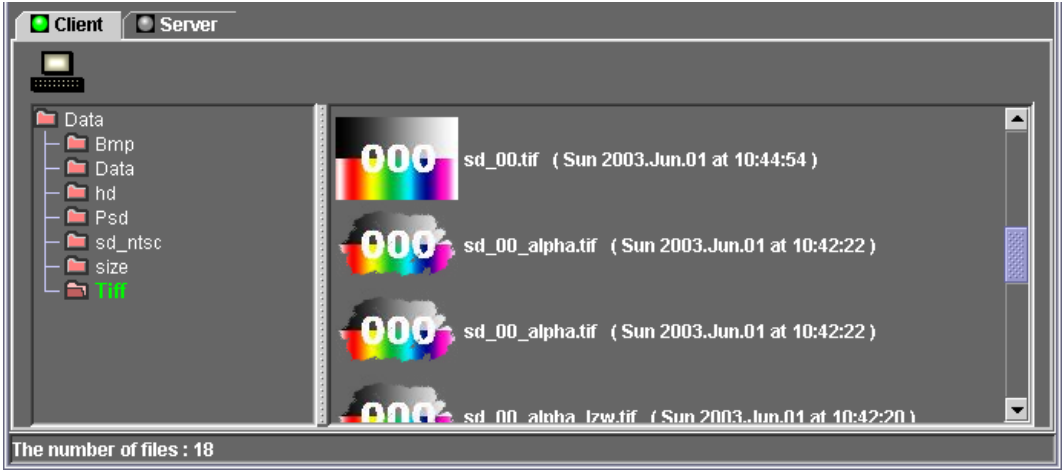 Client Server
Data
Bmp
Data
hd
Psd
sd_ntsc
size
Tiff
000 sd_00.tif ( Sun 2003.Jun.01 at 10:44:54 )
000 sd_00_alpha.tif ( Sun 2003.Jun.01 at 10:42:22 )
000 sd_00_alpha.tif ( Sun 2003.Jun.01 at 10:42:22 )
000 sd_00_alpha_lzw.tif ( Sun 2003.Jun.01 at 10:42:20 )
The number of files : 18